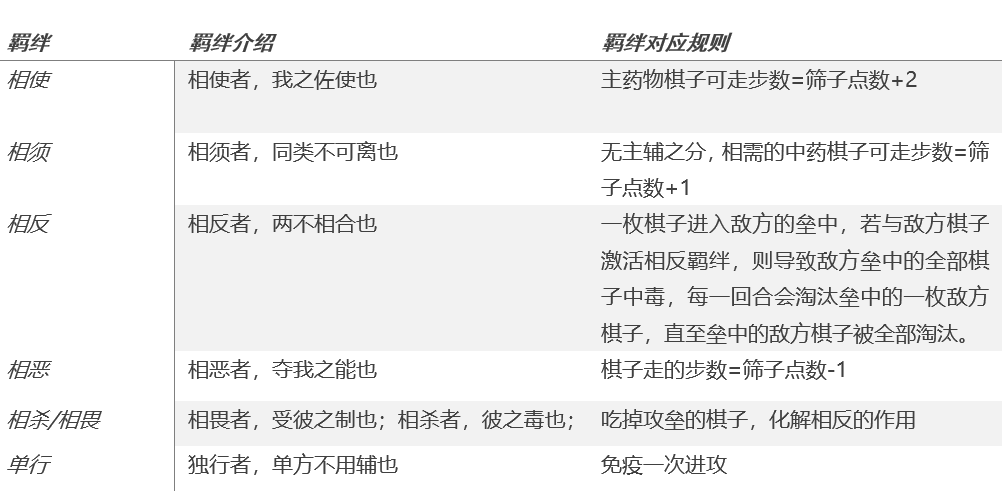 羁绊 羁绊介绍 羁绊对应规则
相使 相使者，我之佐使也 主药物棋子可走步数=筛子点数+2
相须 相须者，同类不可离也 无主辅之分，相需的中药棋子可走步数=筛
子点数+1
相反 相反者，两不相合也 一枚棋子进入敌方的垒中，若与敌方棋子
激活相反羁绊，则导致敌方垒中的全部棋
子中毒，每一回合会淘汰垒中的一枚敌方
棋子，直至垒中的敌方棋子被全部淘汰。
相恶 相恶者，夺我之能也 棋子走的步数=筛子点数-1
相杀/相畏 相畏者，受彼之制也；相杀者，彼之毒也； 吃掉攻垒的棋子，化解相反的作用
单行 独行者，单方不用辅也 免疫一次进攻